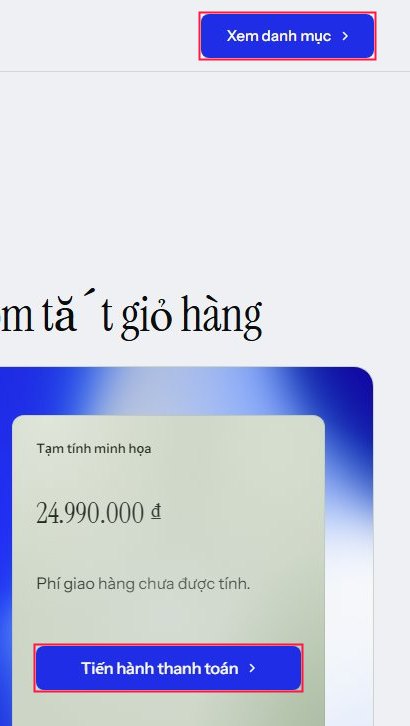 Xem danh mục
óm tắt giỏ hàng
Tạm tính minh họa
24.990.000 ₫
Phí giao hàng chưa được tính.
Tiến hành thanh toán